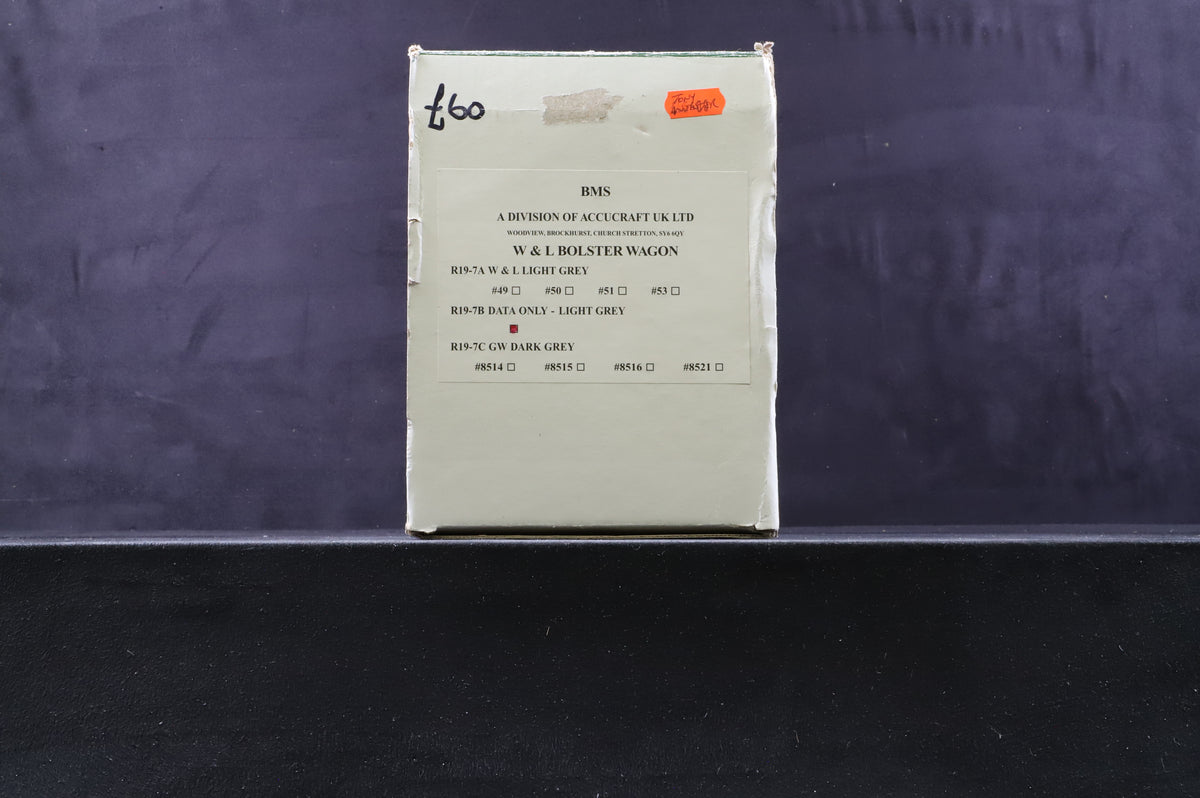 £60
TONY
BMS
A DIVISION OF ACCUCRAFT UK LTD
WOODVIEW, BROCKHURST, CHURCH STRETTON, SY6 6QY
W & L BOLSTER WAGON
R19-7A W & L LIGHT GREY
#49 ☐ #50 ☐ #51 ☐ #53 ☐
R19-7B DATA ONLY - LIGHT GREY
R19-7C GW DARK GREY
#8514 ☐ #8515 ☐ #8516 ☐ #8521 ☐